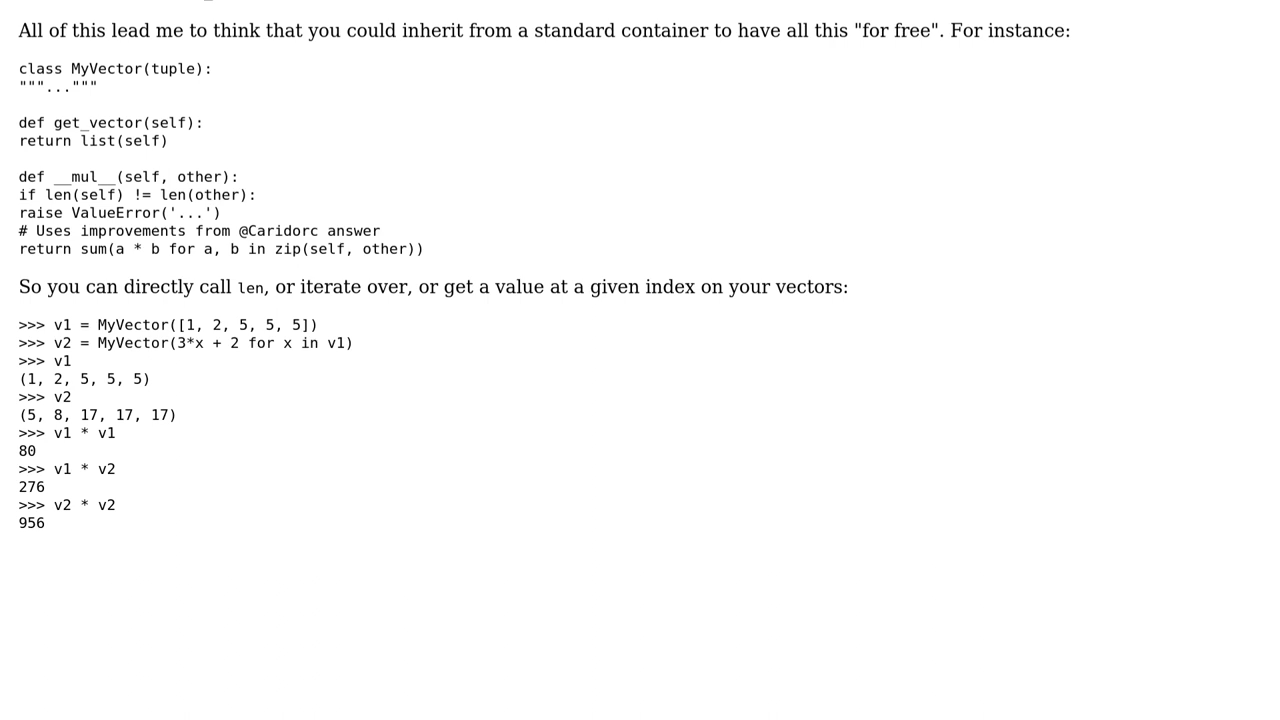 All of this lead me to think that you could inherit from a standard container to have all this "for free". For instance:
class MyVector(tuple):
"""..."""
def get_vector(self):
return list(self)
def __mul__(self, other):
if len(self) != len(other):
raise ValueError('...')
# Uses improvements from @Caridorc answer
return sum(a * b for a, b in zip(self, other))
So you can directly call len, or iterate over, or get a value at a given index on your vectors:
>>> v1 = MyVector([1, 2, 5, 5, 5])
>>> v2 = MyVector(3*x + 2 for x in v1)
>>> v1
(1, 2, 5, 5, 5)
>>> v2
(5, 8, 17, 17, 17)
>>> v1 * v1
80
>>> v1 * v2
276
>>> v2 * v2
956